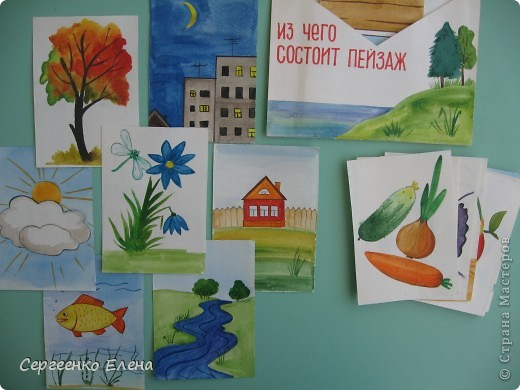 ИЗ ЧЕГО
СОСТОИТ ПЕЙЗАЖ
Сергеенко Елена
© Страна Мастеров